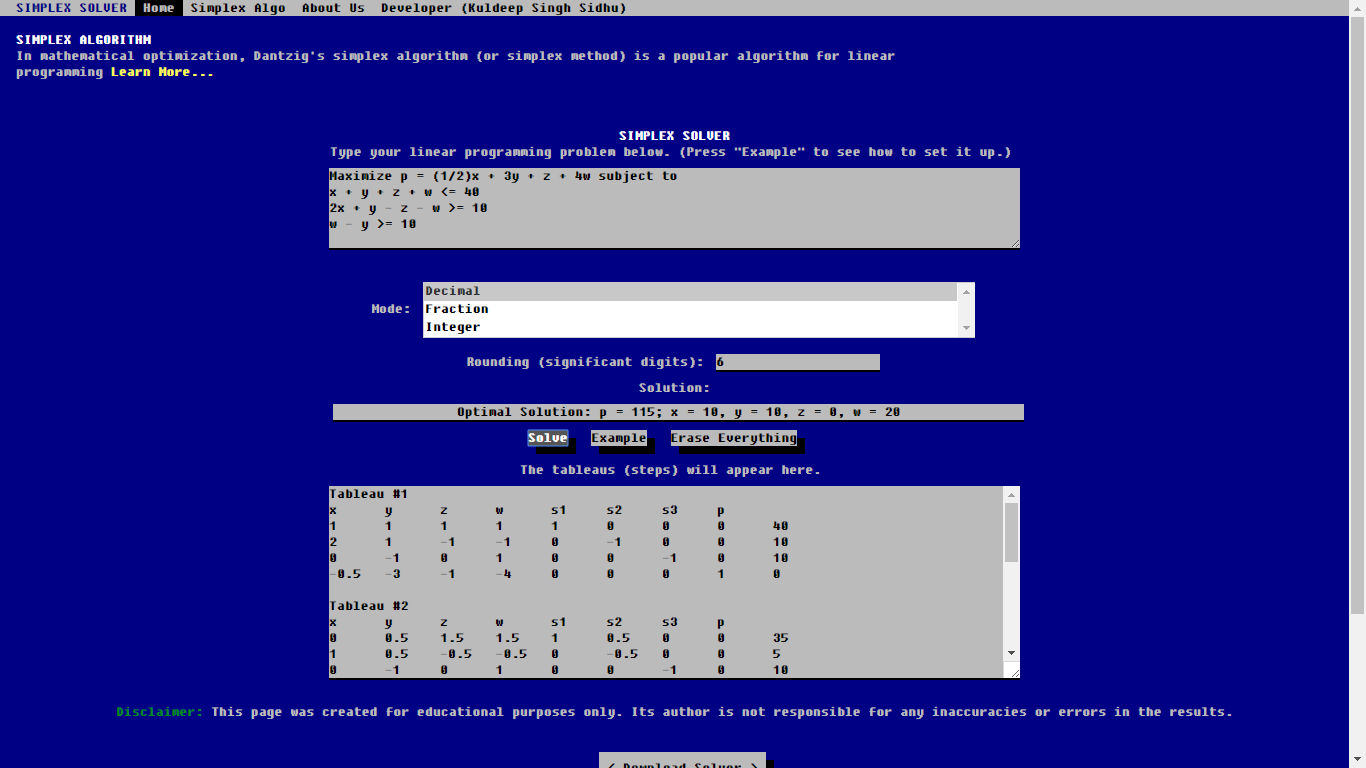 SIMPLEX SOLVER Home Simplex Algo About Us Developer (Kuldeep Singh Sidhu)
SIMPLEX ALGORITHM
In mathematical optimization, Dantzig's simplex algorithm (or simplex method) is a popular algorithm for linear
programming Learn More...
SIMPLEX SOLVER
Type your linear programming problem below. (Press "Example" to see how to set it up.)
Maximize p = (1/2)x + 3y + z + 4w subject to
x + y + z + w <= 40
2x + y - z - w >= 10
w - y >= 10
Mode:
Decimal
Fraction
Integer
Rounding (significant digits): 6
Solution:
Optimal Solution: p = 115; x = 10, y = 10, z = 0, w = 20
Solve Example Erase Everything
The tableaus (steps) will appear here.
Tableau #1
x y z w s1 s2 s3 p
1 1 1 1 1 0 0 0 40
2 1 -1 -1 0 -1 0 0 10
0 -1 0 1 0 0 -1 0 10
-0.5 -3 -1 -4 0 0 0 1 0
Tableau #2
x y z w s1 s2 s3 p
0 0.5 1.5 1.5 1 0.5 0 0 35
1 0.5 -0.5 -0.5 0 -0.5 0 0 5
0 -1 0 1 0 0 -1 0 10
Disclaimer: This page was created for educational purposes only. Its author is not responsible for any inaccuracies or errors in the results.
< Download Solver >